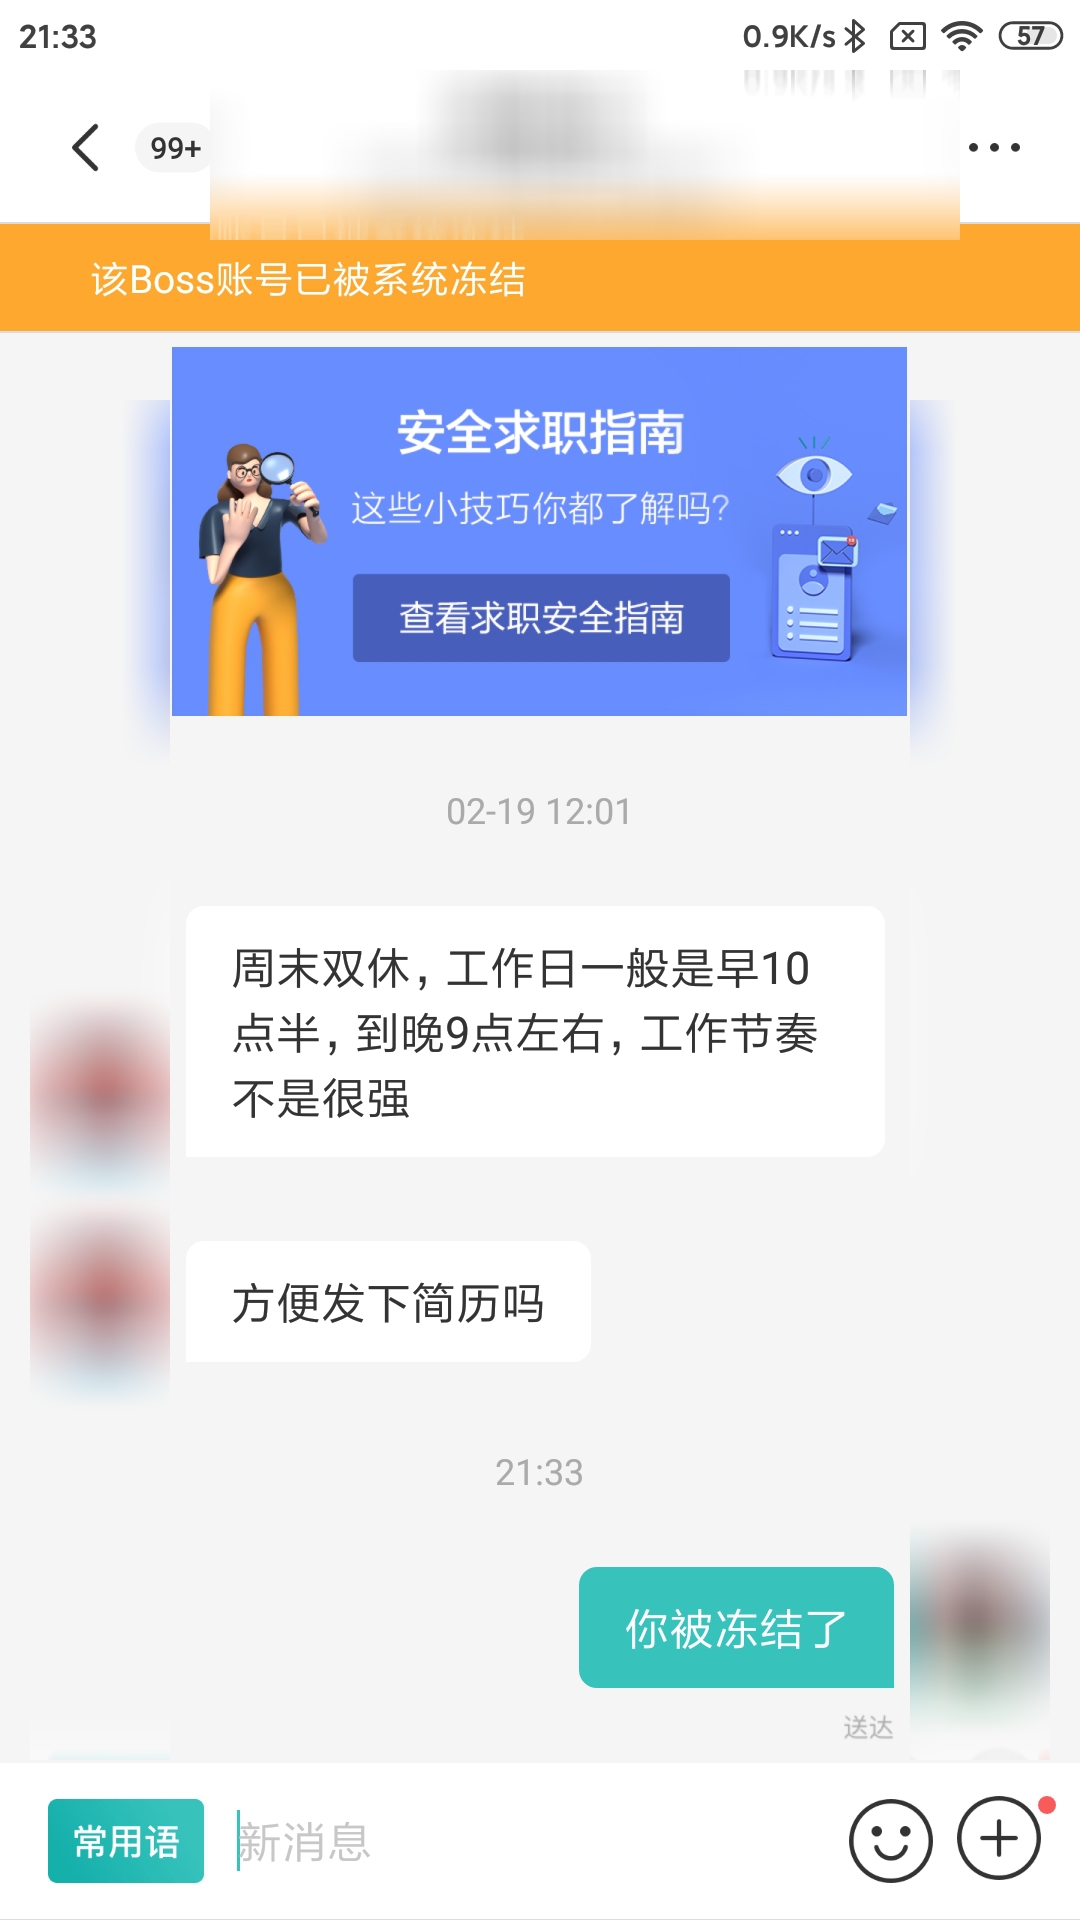 21:33
0.9K/s
57
99+
该Boss账号已被系统冻结
安全求职指南
这些小技巧你都了解吗?
查看求职安全指南
02-19 12:01
周末双休，工作日一般是早10
点半，到晚9点左右，工作节奏
不是很强
方便发下简历吗
21:33
你被冻结了
送达
常用语
新消息